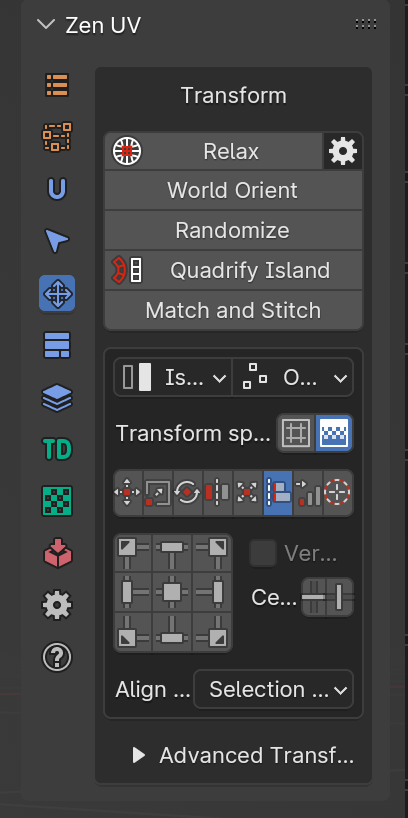 Zen UV
Transform
Relax
World Orient
Randomize
Quadrify Island
Match and Stitch
Is... O...
Transform sp...
TD
Ver...
Ce...
Align ... Selection ...
?
Advanced Transf...